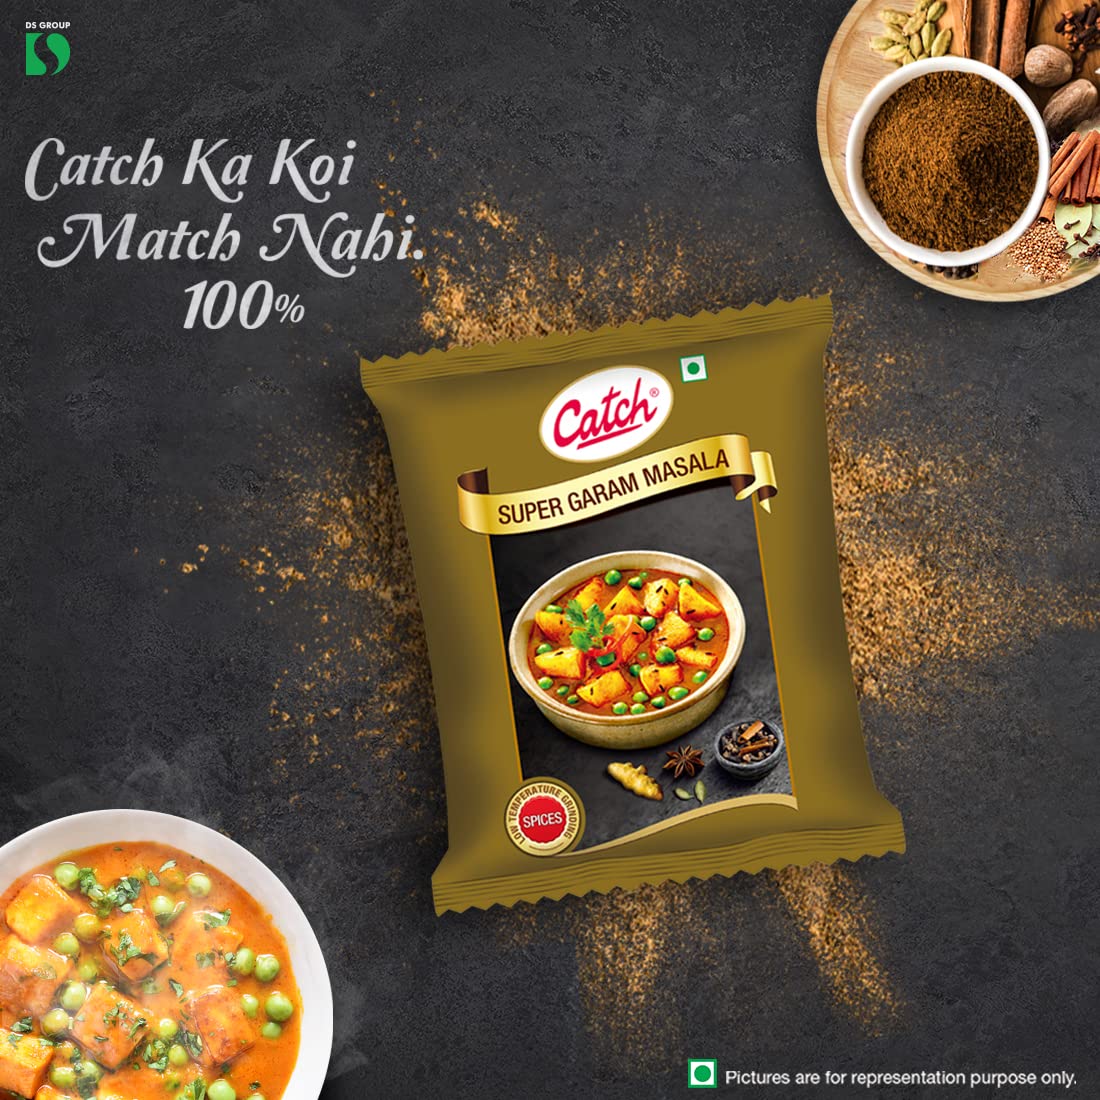 DS GROUP
Catch Ka Koi
Match Nahi.
100%
Catch®
SUPER GARAM MASALA
LOW TEMPERATURE GRINDING
SPICES
Pictures are for representation purpose only.